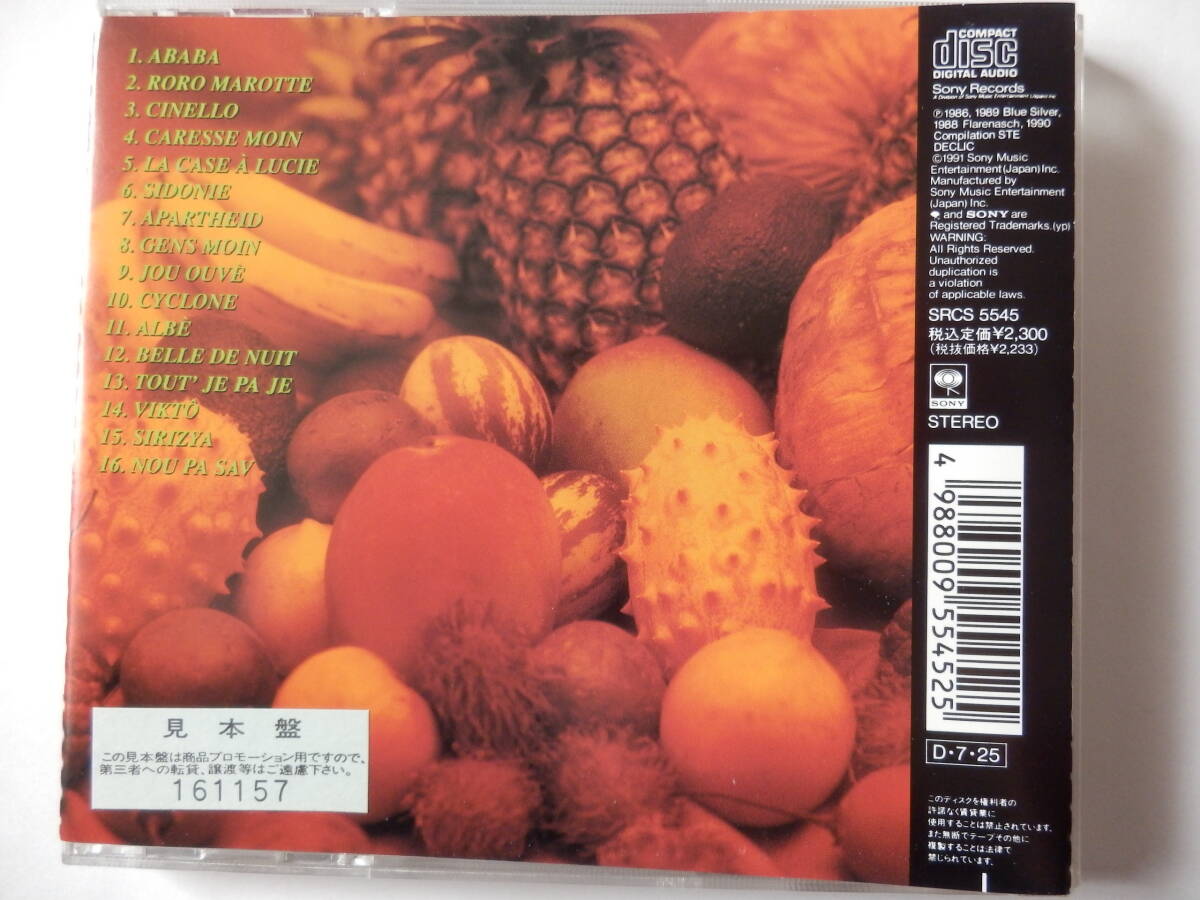 1. ABABA
2. RORO MAROTTE
3. CINELLO
4. CARESSE MOIN
5. LA CASE À LUCIE
6. SIDONIE
7. APARTHEID
8. GENS MOIN
9. JOU OUVÈ
10. CYCLONE
11. ALBÈ
12. BELLE DE NUIT
13. TOUT' JE PA JE
14. VIKTÔ
15. SIRIZYA
16. NOU PA SAV
見本盤
この見本盤は商品プロモーション用ですので、
第三者への転貸、譲渡等はご遠慮下さい。
161157
COMPACT
disc
DIGITAL AUDIO
Sony Records
A Division of Sony Music Entertainment (Japan) Inc.
℗1986, 1989 Blue Silver,
1988 Flarenasch, 1990
Compilation STE
DECLIC
©1991 Sony Music
Entertainment (Japan) Inc.
Manufactured by
Sony Music Entertainment
(Japan) Inc.
and SONY are
Registered Trademarks. (yp)
WARNING:
All Rights Reserved.
Unauthorized
duplication is
a violation
of applicable laws.
SRCS 5545
税込定価¥2,300
(税抜価格¥2,233)
SONY
STEREO
4 988009 554525
D・7・25
このディスクを権利者の
許諾なく賃貸業に
使用することは禁止されています。
また無断でテープその他に
複製することは法律で
禁じられています。